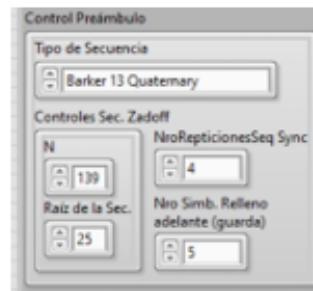 Control Preámbulo
Tipo de Secuencia
Barker 13 Quaternary
Controles Sec. Zadoff
N
NroRepticionesSeq Sync
139
4
Raíz de la Sec.
Nro Simb. Relleno
adelante (guarda)
25
5